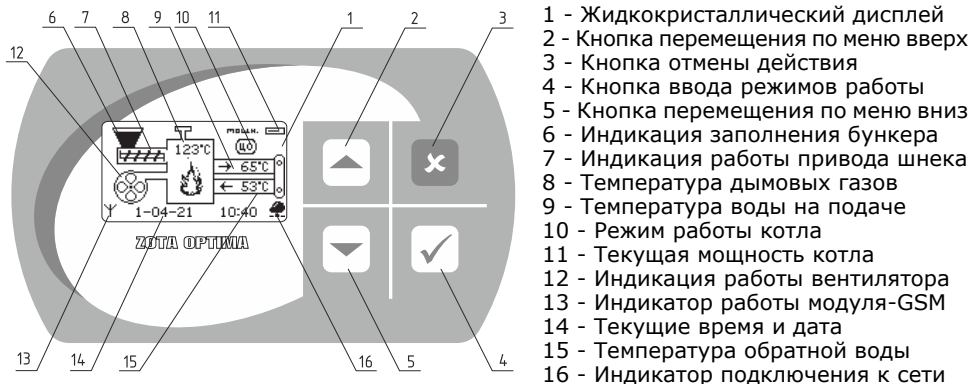 6 7 8 9 10 11 1 2 3
12
123°C
мощн.
ЦО
65°C
53°C
1-04-21 10:40
ZOTA OPTIMA
13 14 15 16 5 4
1 - Жидкокристаллический дисплей
2 - Кнопка перемещения по меню вверх
3 - Кнопка отмены действия
4 - Кнопка ввода режимов работы
5 - Кнопка перемещения по меню вниз
6 - Индикация заполнения бункера
7 - Индикация работы привода шнека
8 - Температура дымовых газов
9 - Температура воды на подаче
10 - Режим работы котла
11 - Текущая мощность котла
12 - Индикация работы вентилятора
13 - Индикатор работы модуля-GSM
14 - Текущие время и дата
15 - Температура обратной воды
16 - Индикатор подключения к сети